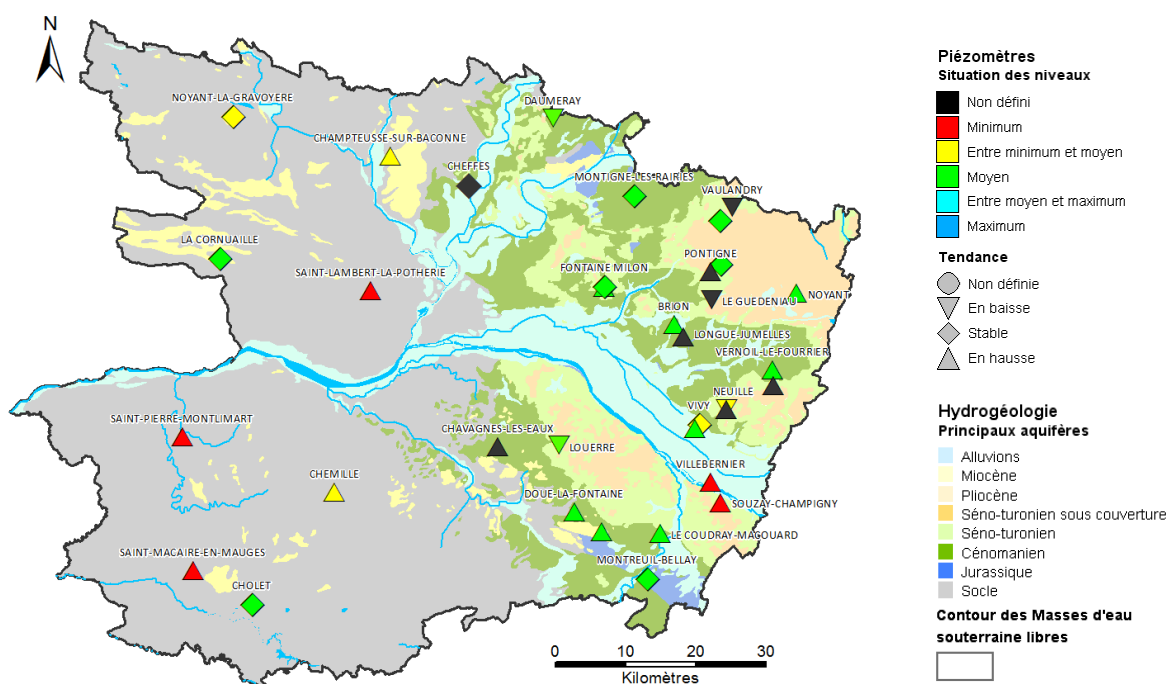 N
NOYANT-LA-GRAVOYERE
DAUMERAY
CHAMPTEUSSE-SUR-BACONNE
CHEFFES
MONTIGNE-LES-RAIRIES
VAULANDRY
LA CORNUAILLE
SAINT-LAMBERT-LA-POTHERIE
FONTAINE MILON
PONTIGNE
LE GUEDENIAU
NOYANT
BRION
LONGUE-JUMELLES
VERNOIL-LE-FOURRIER
NEUILLE
VIVY
SAINT-PIERRE-MONTLIMART
CHAVAGNES-LES-EAUX
LOUERRE
CHEMILLE
VILLEBERNIER
DOUE-LA-FONTAINE
SOUZAY-CHAMPIGNY
LE COUDRAY-MACOUARD
SAINT-MACAIRE-EN-MAUGES
MONTREUIL-BELLAY
CHOLET
0 10 20 30
Kilomètres
Piézomètres
Situation des niveaux
Non défini
Minimum
Entre minimum et moyen
Moyen
Entre moyen et maximum
Maximum
Tendance
Non définie
En baisse
Stable
En hausse
Hydrogéologie
Principaux aquifères
Alluvions
Miocène
Pliocène
Séno-turonien sous couverture
Séno-turonien
Cénomanien
Jurassique
Socle
Contour des Masses d'eau
souterraine libres